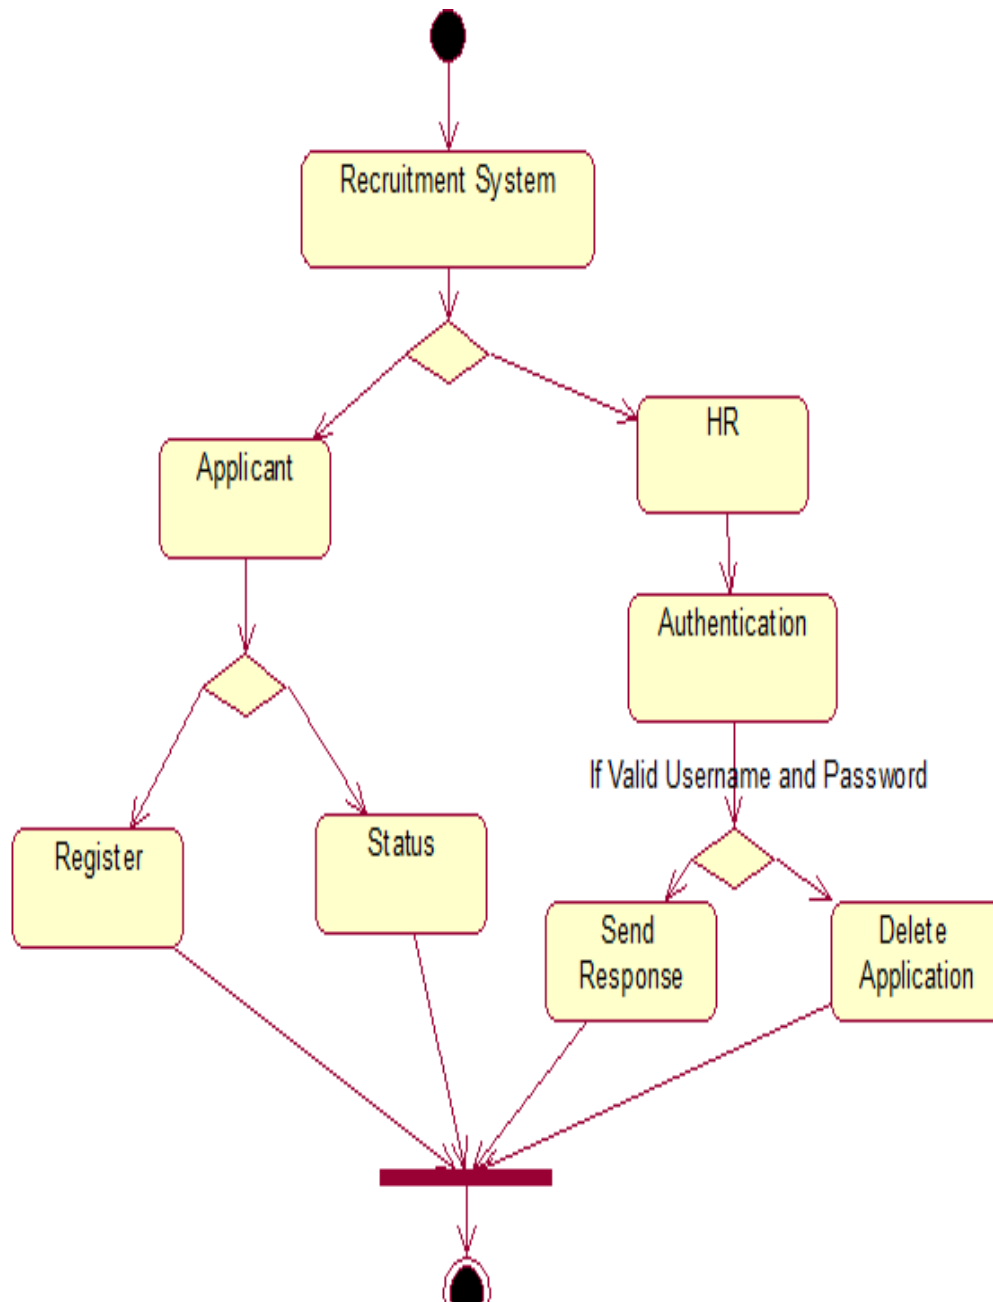 Recruitment System
HR
Applicant
Authentication
If Valid Username and Password
Register
Status
Send
Response
Delete
Application